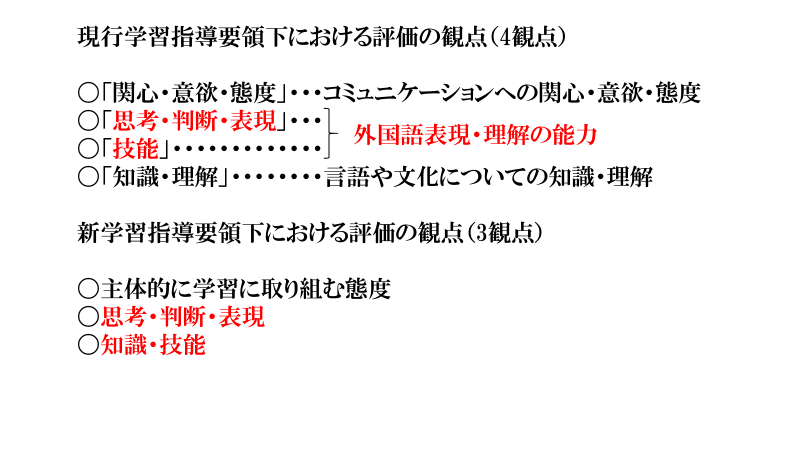 現行学習指導要領下における評価の観点(4観点)
〇「関心・意欲・態度」・・・コミュニケーションへの関心・意欲・態度
〇「思考・判断・表現」・・・
〇「技能」・・・・・・・・・・・・・
外国語表現・理解の能力
〇「知識・理解」・・・・・・・・言語や文化についての知識・理解
新学習指導要領下における評価の観点(3観点)
〇主体的に学習に取り組む態度
〇思考・判断・表現
〇知識・技能